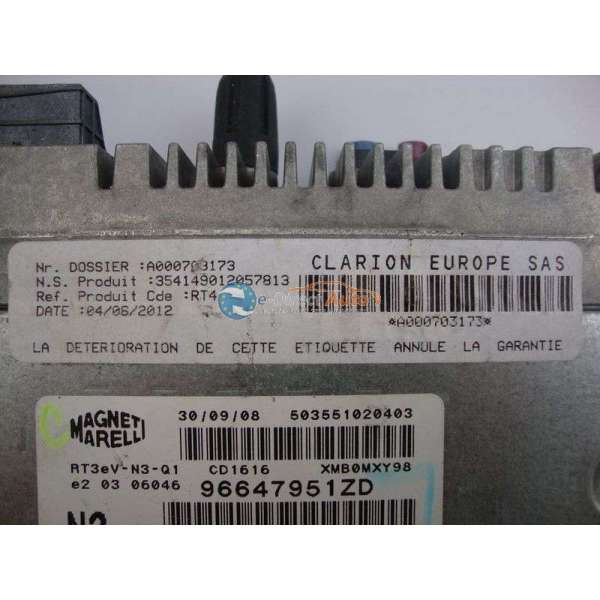 Nr. DOSSIER :A000703173
N.S. Produit :354149012057813
Ref. Produit Cde :RT4
DATE :04/06/2012
CLARION EUROPE SAS
*A000703173*
LA DETERIORATION DE CETTE ETIQUETTE ANNULE LA GARANTIE
MAGNETI
MARELLI
30/09/08 503551020403
RT3eV-N3-Q1 CD1616 XMB0MXY98
e2 03 06046 96647951ZD